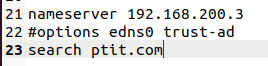 21 nameserver 192.168.200.3
22 #options edns0 trust-ad
23 search ptit.com